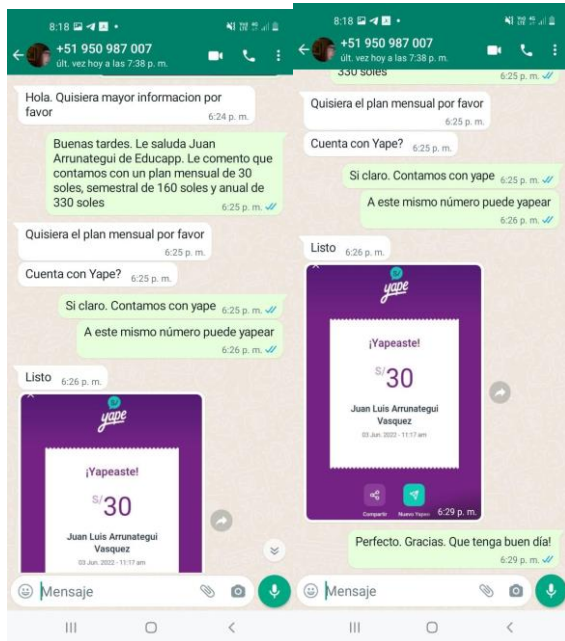 8:18
+51 950 987 007
últ. vez hoy a las 7:38 p. m.
Hola. Quisiera mayor informacion por
favor
6:24 p. m.
Buenas tardes. Le saluda Juan
Arrunategui de Educapp. Le comento que
contamos con un plan mensual de 30
soles, semestral de 160 soles y anual de
330 soles
6:25 p. m.
Quisiera el plan mensual por favor
6:25 p. m.
Cuenta con Yape? 6:25 p. m.
Si claro. Contamos con yape 6:25 p. m.
A este mismo número puede yapear
6:26 p. m.
Listo 6:26 p. m.
yape
¡Yapeaste!
S/30
Juan Luis Arrunategui
Vasquez
03 Jun. 2022 - 11:17 am
Mensaje
8:18
+51 950 987 007
últ. vez hoy a las 7:38 p. m.
330 soles
6:25 p. m.
Quisiera el plan mensual por favor
6:25 p. m.
Cuenta con Yape? 6:25 p. m.
Si claro. Contamos con yape 6:25 p. m.
A este mismo número puede yapear
6:26 p. m.
Listo 6:26 p. m.
yape
¡Yapeaste!
S/30
Juan Luis Arrunategui
Vasquez
03 Jun. 2022 - 11:17 am
Compartir Nuevo Yapeo 6:29 p. m.
Perfecto. Gracias. Que tenga buen día!
6:29 p. m.
Mensaje